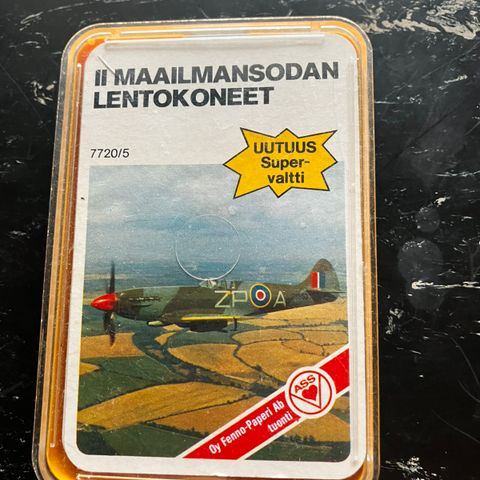 II MAAILMANSODAN
LENTOKONEET
7720/5
UUTUUS
Super-
valtti
ZP A
ASS
Oy Fenno-Paperi Ab
tuonti